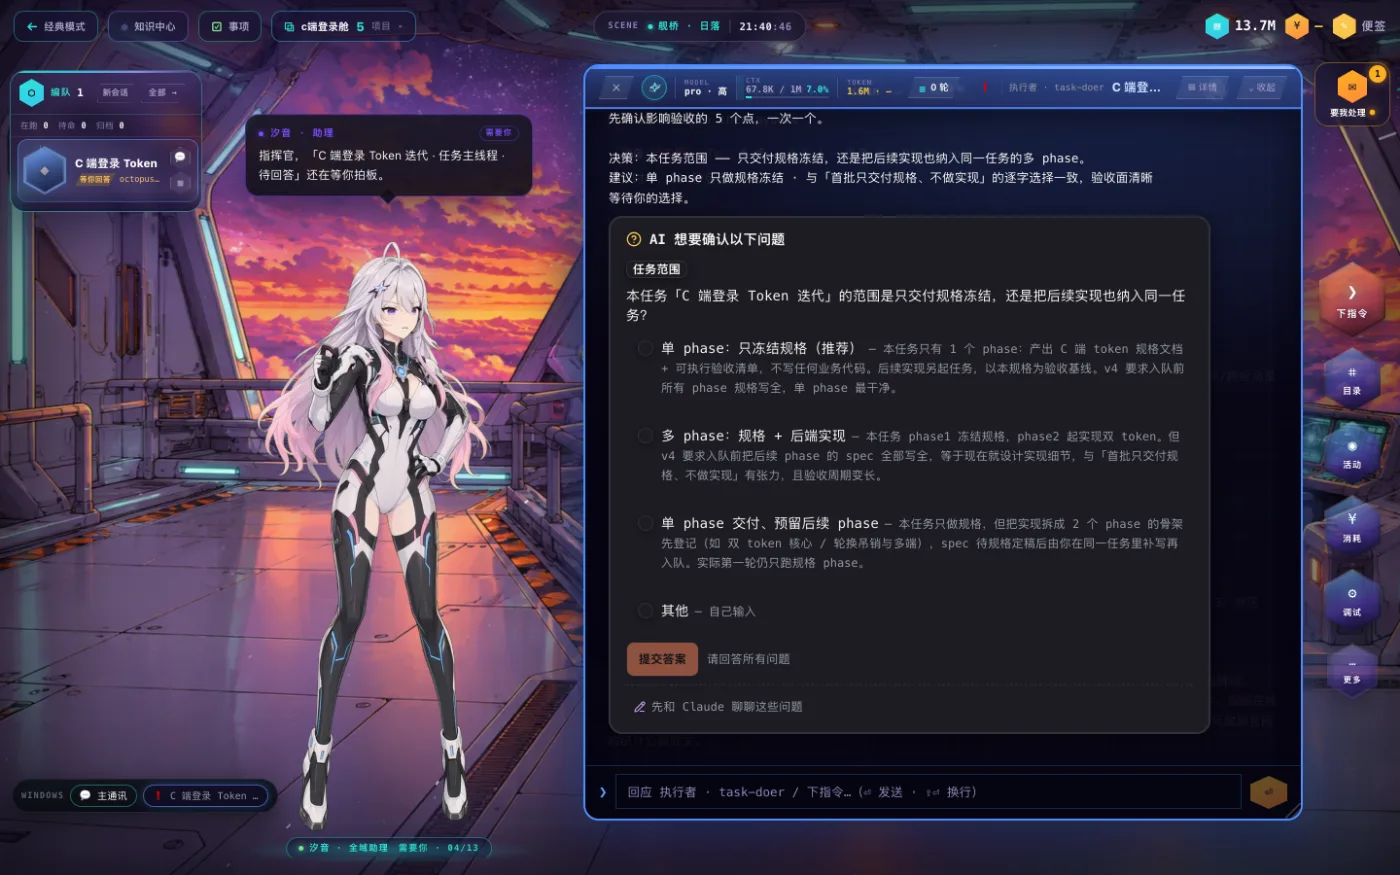 ← 经典模式
知识中心
事项
c端登录舱 5 项目
SCENE 舰桥 · 日落 21:40:46
13.7M
¥ —
便签
编队 1
新会话
全部 →
在跑 0 待命 0 归档 0
C 端登录 Token
等你回答 octopus…
汐音 · 助理
需要你
指挥官，「C 端登录 Token 迭代 · 任务主线程 ·
待回答」还在等你拍板。
MODEL
pro · 高
CTX
67.8K / 1M 7.0%
TOKEN
1.6M
0 轮
执行者 · task-doer C 端登…
详情
收起
1
要我处理
先确认影响验收的 5 个点，一次一个。
决策：本任务范围 —— 只交付规格冻结，还是把后续实现也纳入同一任务的多 phase。
建议：单 phase 只做规格冻结 · 与「首批只交付规格、不做实现」的逐字选择一致，验收面清晰
等待你的选择。
AI 想要确认以下问题
任务范围
本任务「C 端登录 Token 迭代」的范围是只交付规格冻结，还是把后续实现也纳入同一任
务？
单 phase：只冻结规格（推荐） — 本任务只有 1 个 phase：产出 C 端 token 规格文档
+ 可执行验收清单，不写任何业务代码。后续实现另起任务，以本规格为验收基线。v4 要求入队前
所有 phase 规格写全，单 phase 最干净。
多 phase：规格 + 后端实现 — 本任务 phase1 冻结规格，phase2 起实现双 token。但
v4 要求入队前把后续 phase 的 spec 全部写全，等于现在就设计实现细节，与「首批只交付规
格、不做实现」有张力，且验收周期变长。
单 phase 交付、预留后续 phase — 本任务只做规格，但把实现拆成 2 个 phase 的骨架
先登记（如 双 token 核心 / 轮换吊销与多端），spec 待规格定稿后由你在同一任务里补写再
入队。实际第一轮仍只跑规格 phase。
其他 — 自己输入
提交答案 请回答所有问题
先和 Claude 聊聊这些问题
❯ 回应 执行者 · task-doer / 下指令…（⏎ 发送 · ⇧⏎ 换行）
下指令
目录
活动
¥
消耗
调试
更多
WINDOWS 主通讯 C 端登录 Token …
汐音 · 全域助理 需要你 · 04/13